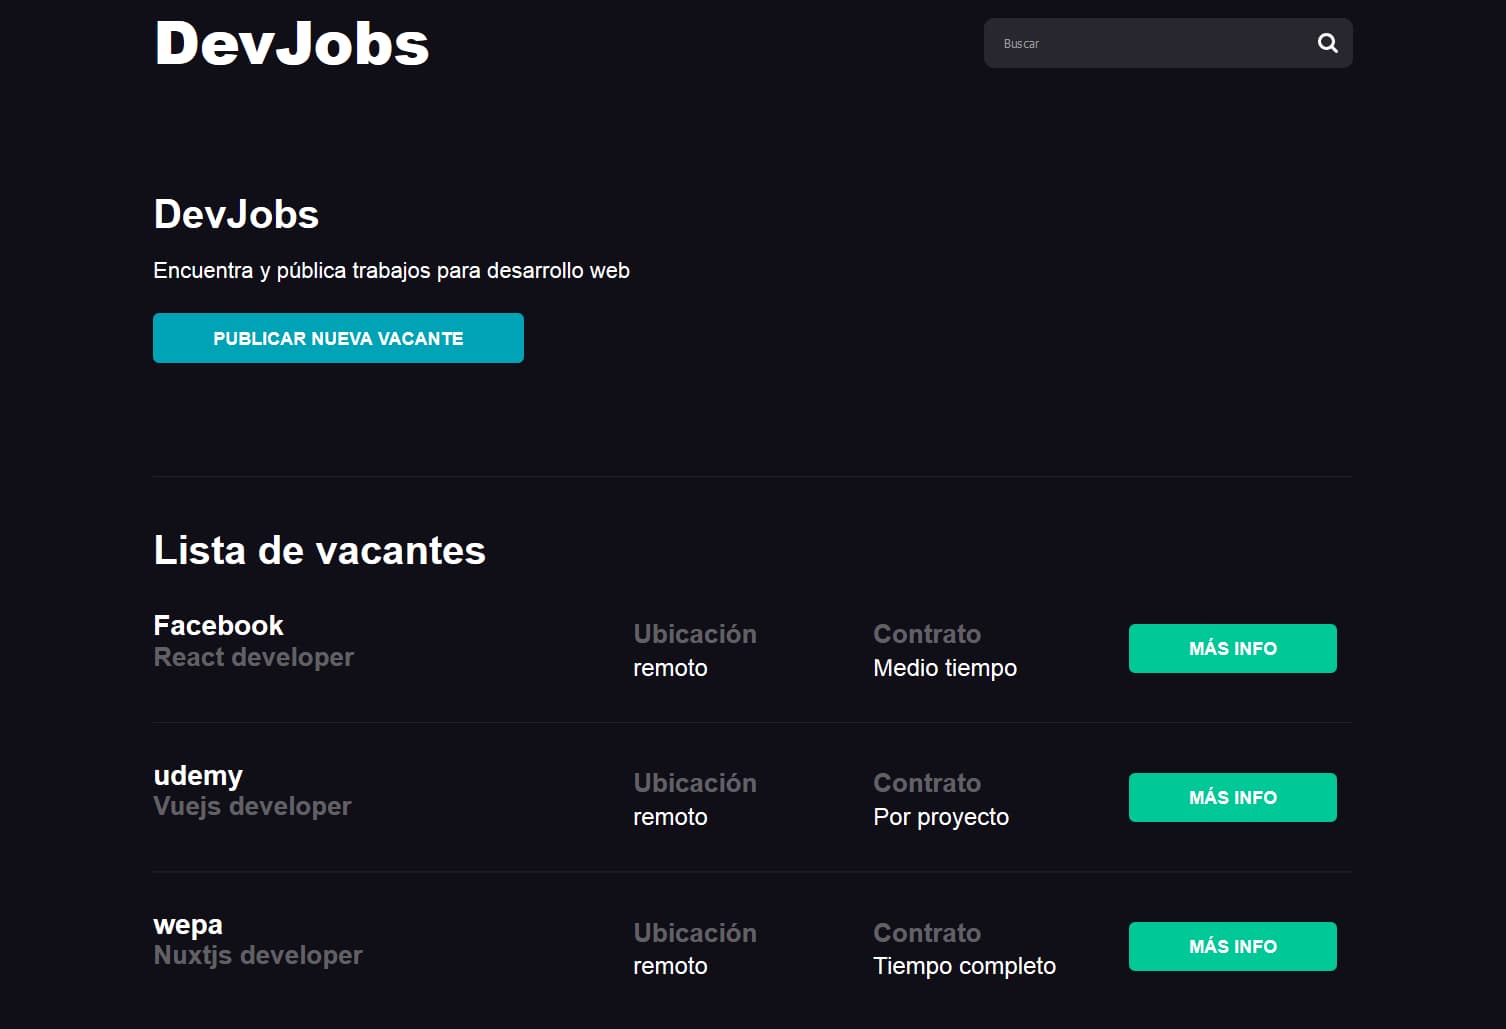 DevJobs
Buscar
DevJobs
Encuentra y pública trabajos para desarrollo web
PUBLICAR NUEVA VACANTE
Lista de vacantes
Facebook
React developer
Ubicación
remoto
Contrato
Medio tiempo
MÁS INFO
udemy
Vuejs developer
Ubicación
remoto
Contrato
Por proyecto
MÁS INFO
wepa
Nuxtjs developer
Ubicación
remoto
Contrato
Tiempo completo
MÁS INFO